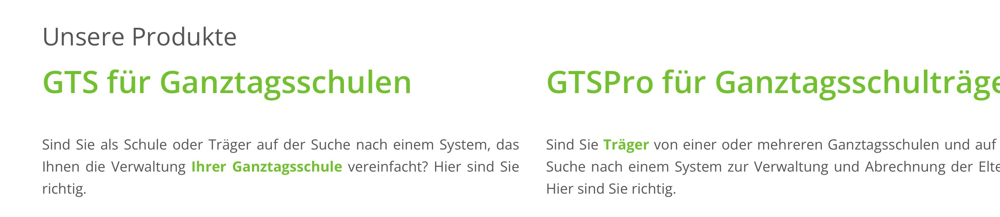 Unsere Produkte
GTS für Ganztagsschulen
Sind Sie als Schule oder Träger auf der Suche nach einem System, das
Ihnen die Verwaltung Ihrer Ganztagsschule vereinfacht? Hier sind Sie
richtig.
GTSPro für
Sind Sie Träger von einer oder mehreren Ganztagsschulen und auf
Suche nach einem System zur Verwaltung und Abrechnung der
Hier sind Sie richtig.